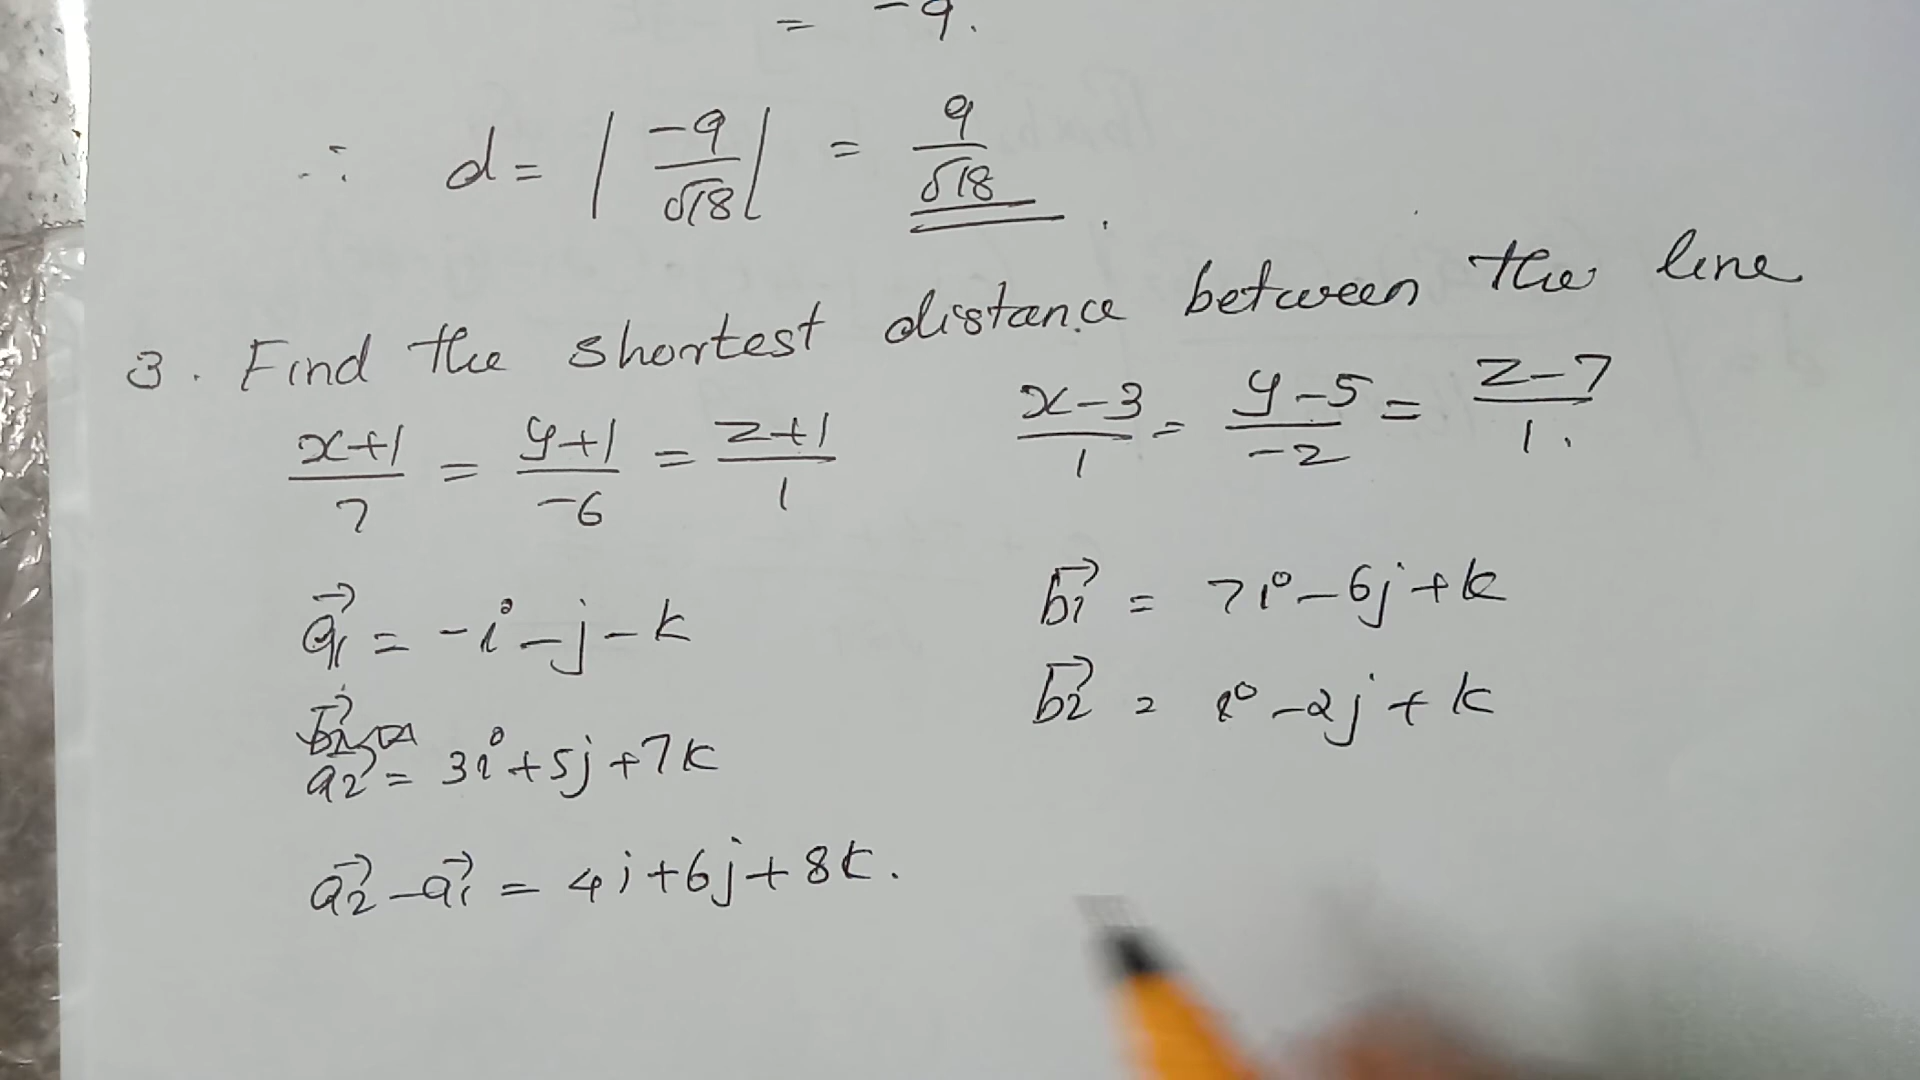 = -9.
∴ d = | -9/√18 | = 9/√18.
3. Find the shortest distance between the line
x+1/7 = y+1/-6 = z+1/1 x-3/1 = y-5/-2 = z-7/1.
a1 = -i-j-k b1 = 7i-6j+k
a2 = 3i+5j+7k b2 = i-2j+k
a2-a1 = 4i+6j+8k.